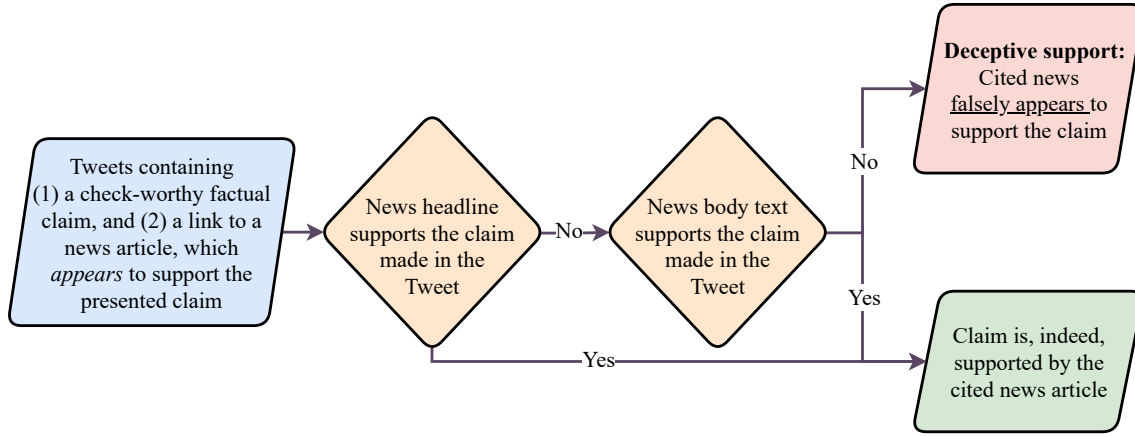 Tweets containing
(1) a check-worthy factual
claim, and (2) a link to a
news article, which
appears to support the
presented claim
News headline
supports the claim
made in the
Tweet
No
News body text
supports the claim
made in the
Tweet
No
Yes
Yes
Deceptive support:
Cited news
falsely appears to
support the claim
Claim is, indeed,
supported by the
cited news article